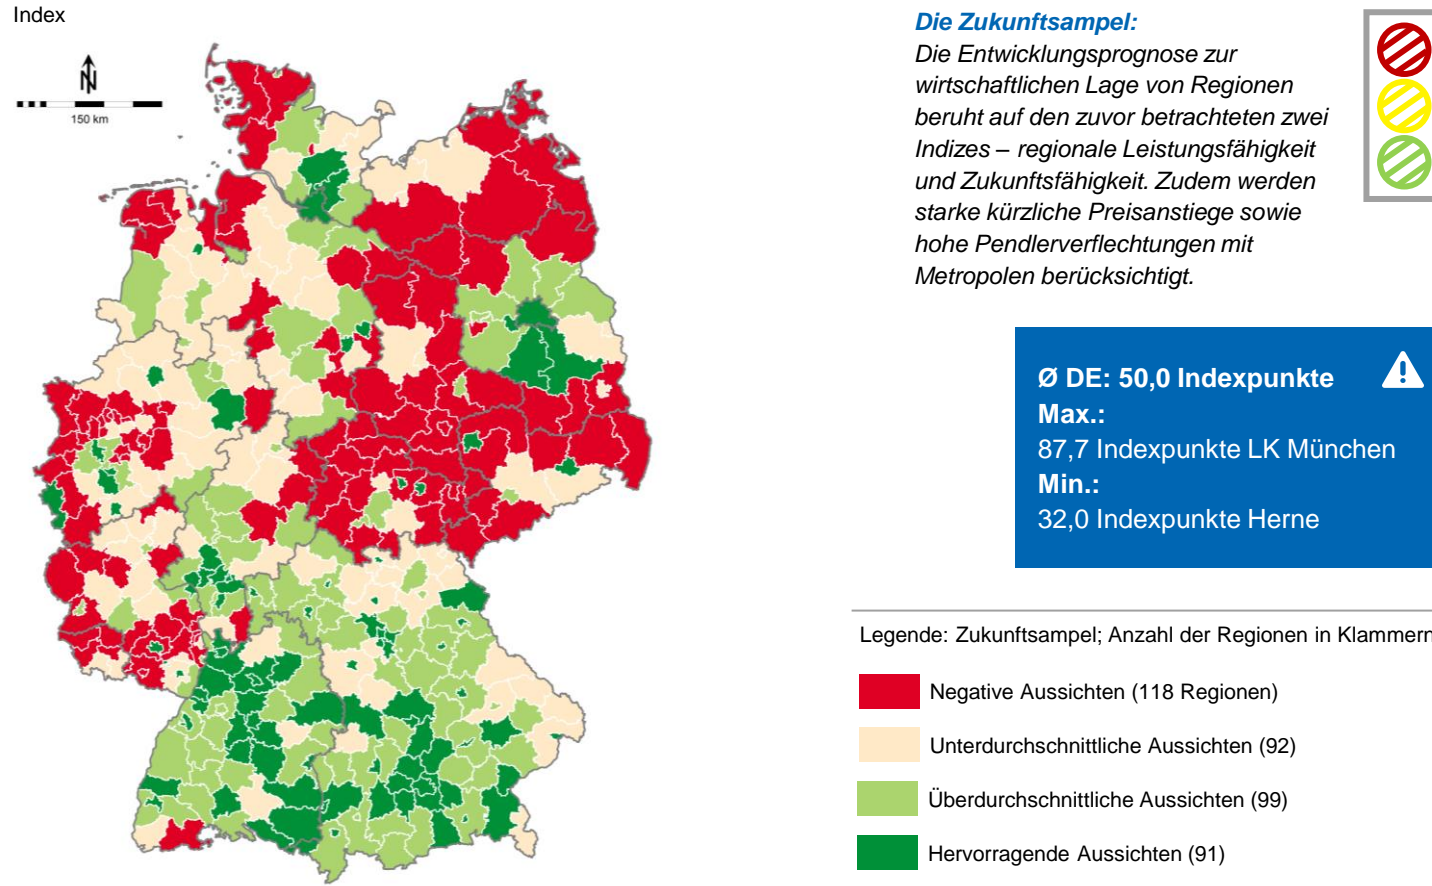 Index
N
150 km
Die Zukunftsampel:
Die Entwicklungsprognose zur
wirtschaftlichen Lage von Regionen
beruht auf den zuvor betrachteten zwei
Indizes – regionale Leistungsfähigkeit
und Zukunftsfähigkeit. Zudem werden
starke kürzliche Preisanstiege sowie
hohe Pendlerverflechtungen mit
Metropolen berücksichtigt.
Ø DE: 50,0 Indexpunkte
Max.:
87,7 Indexpunkte LK München
Min.:
32,0 Indexpunkte Herne
Legende: Zukunftsampel; Anzahl der Regionen in Klammern
Negative Aussichten (118 Regionen)
Unterdurchschnittliche Aussichten (92)
Überdurchschnittliche Aussichten (99)
Hervorragende Aussichten (91)